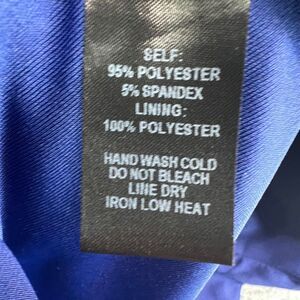 SELF:
95% POLYESTER
5% SPANDEX
LINING:
100% POLYESTER
HAND WASH COLD
DO NOT BLEACH
LINE DRY
IRON LOW HEAT